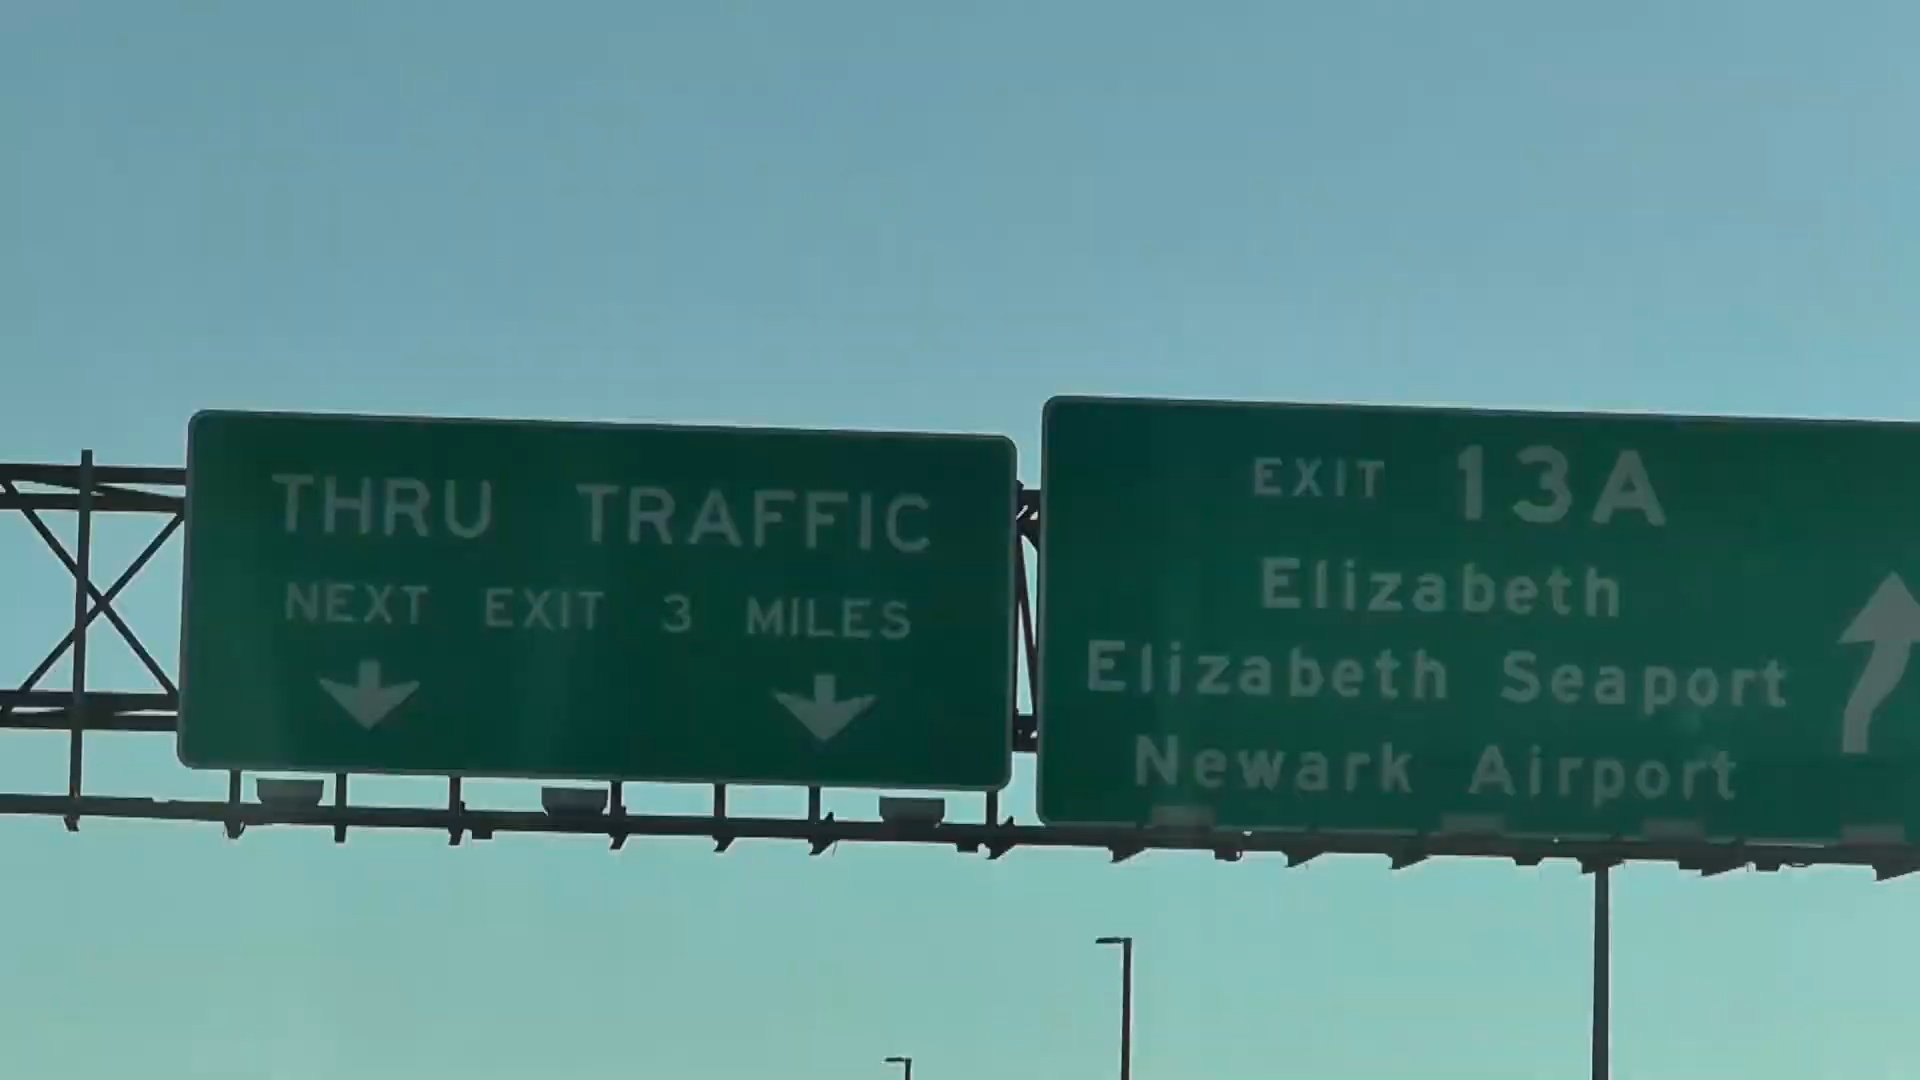 THRU TRAFFIC
NEXT EXIT 3 MILES
EXIT 13A
Elizabeth
Elizabeth Seaport
Newark Airport